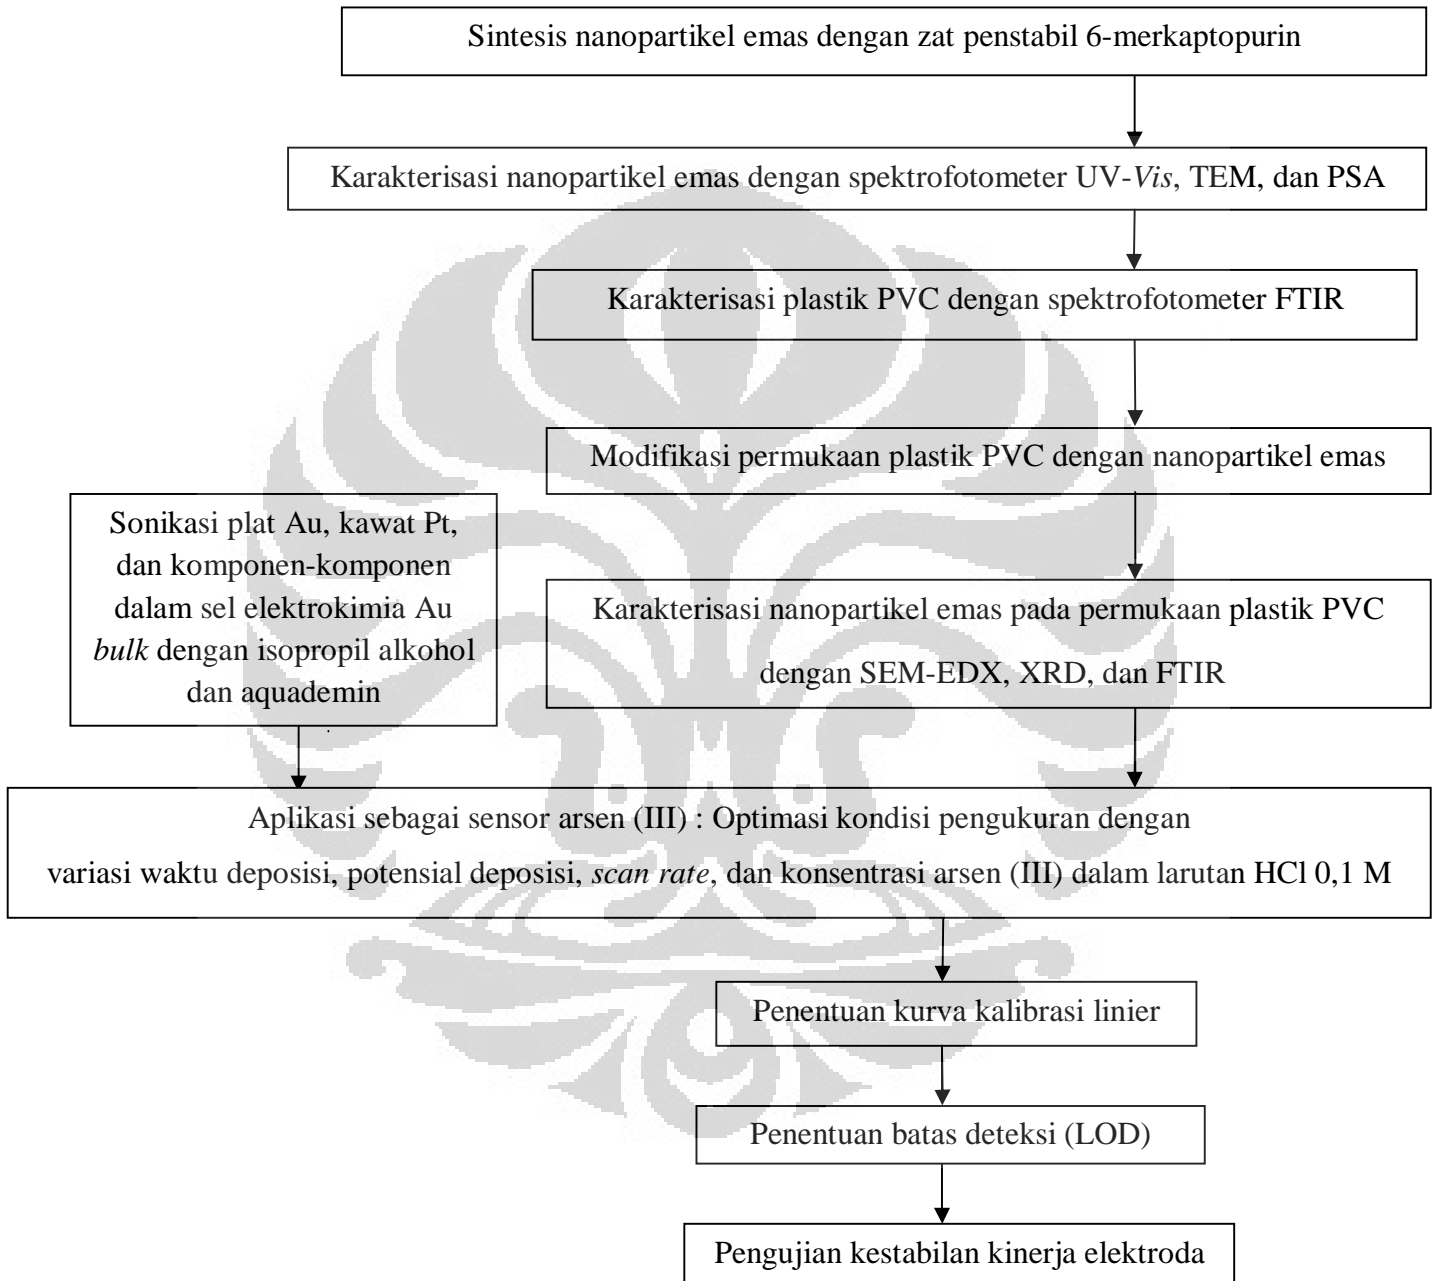 Sintesis nanopartikel emas dengan zat penstabil 6-merkaptopurin
Karakterisasi nanopartikel emas dengan spektrofotometer UV-Vis, TEM, dan PSA
Karakterisasi plastik PVC dengan spektrofotometer FTIR
Modifikasi permukaan plastik PVC dengan nanopartikel emas
Sonikasi plat Au, kawat Pt,
dan komponen-komponen
dalam sel elektrokimia Au
bulk dengan isopropil alkohol
dan aquademin
Karakterisasi nanopartikel emas pada permukaan plastik PVC
dengan SEM-EDX, XRD, dan FTIR
Aplikasi sebagai sensor arsen (III) : Optimasi kondisi pengukuran dengan
variasi waktu deposisi, potensial deposisi, scan rate, dan konsentrasi arsen (III) dalam larutan HCl 0,1 M
Penentuan kurva kalibrasi linier
Penentuan batas deteksi (LOD)
Pengujian kestabilan kinerja elektroda